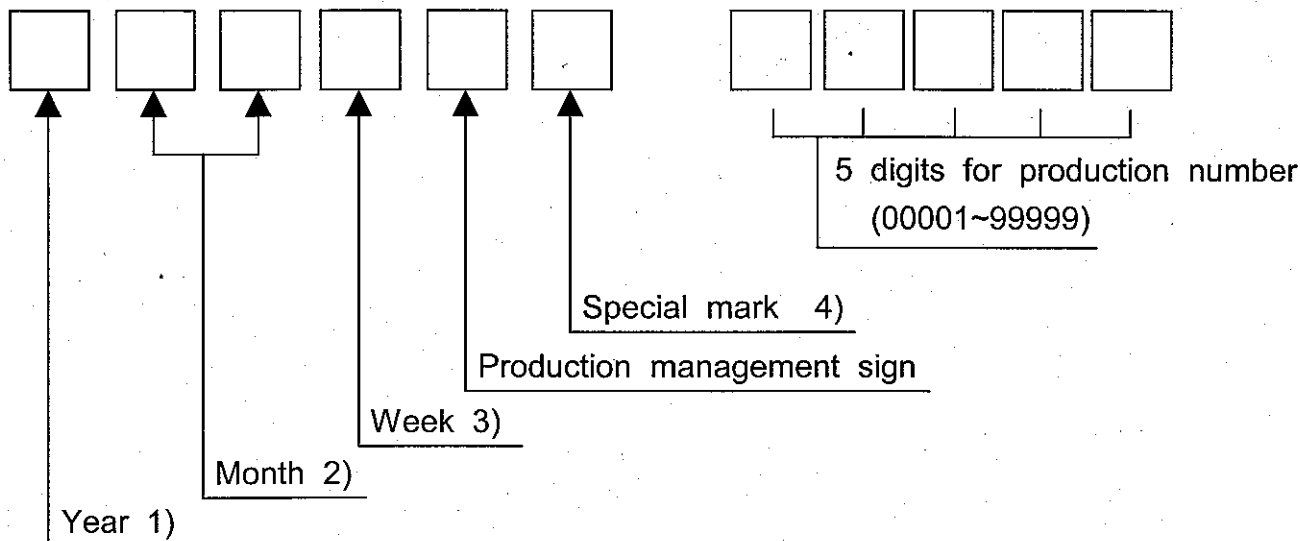 5 digits for production number
(00001~99999)
Special mark 4)
Production management sign
Week 3)
Month 2)
Year 1)